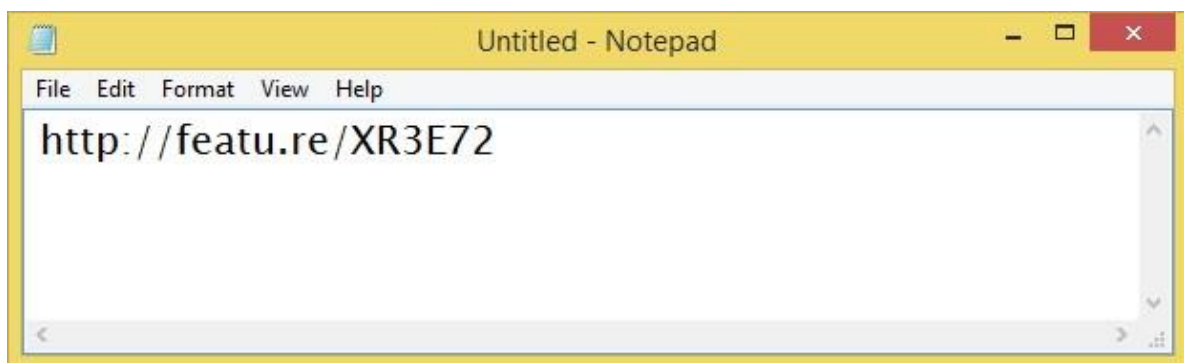 Untitled - Notepad
File Edit Format View Help
http://featu.re/XR3E72